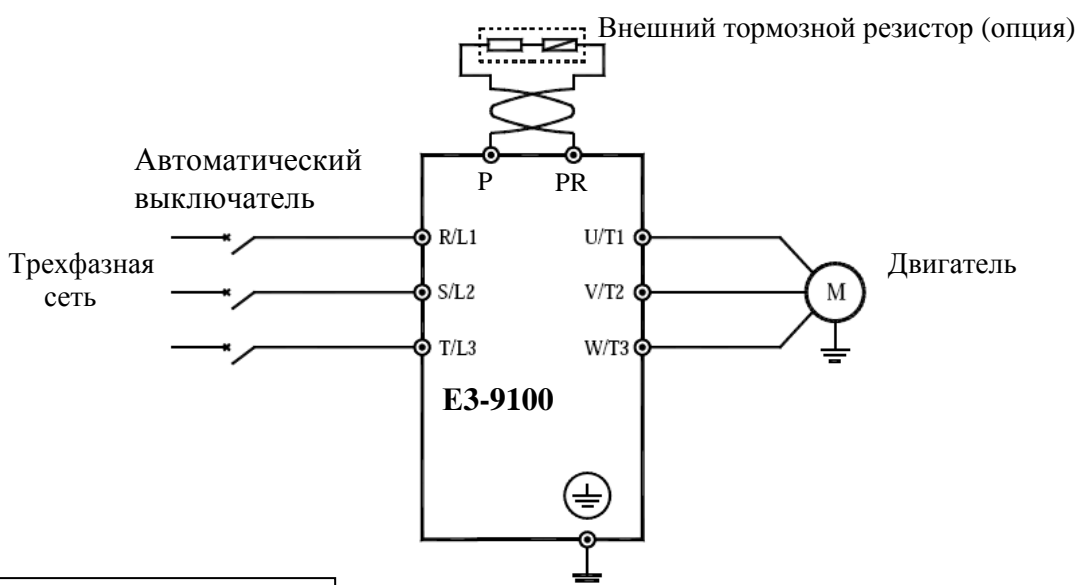 Внешний тормозной резистор (опция)
Автоматический
выключатель
P
PR
Трехфазная
сеть
R/L1
S/L2
T/L3
U/T1
V/T2
W/T3
M
Двигатель
E3-9100